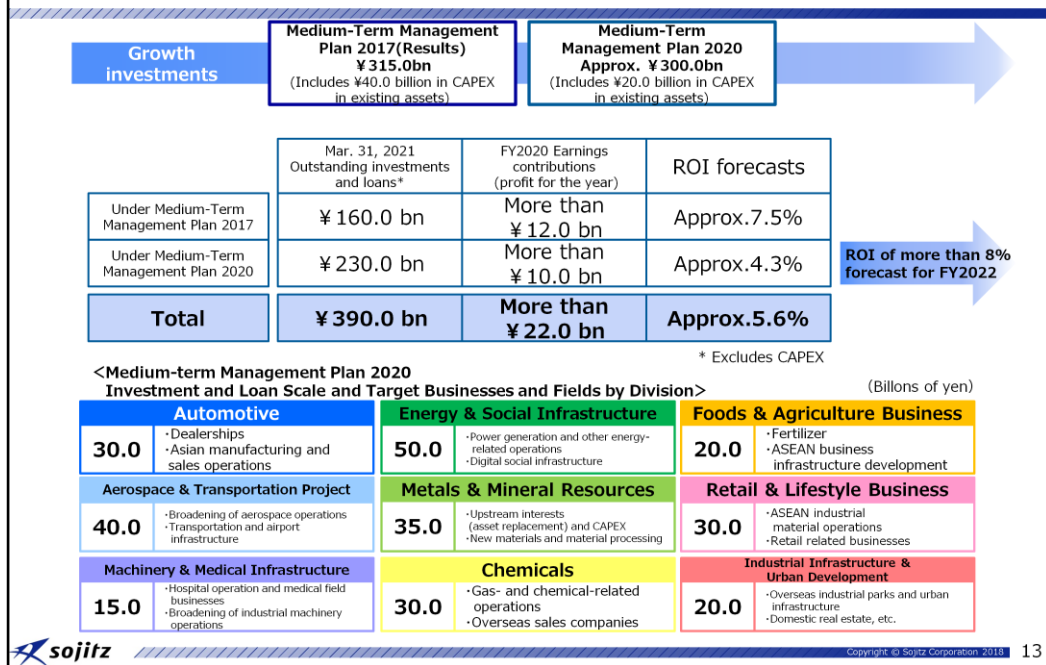 Growth
investments
Medium-Term Management
Plan 2017(Results)
¥315.0bn
(Includes ¥40.0 billion in CAPEX
in existing assets)
Medium-Term
Management Plan 2020
Approx. ¥300.0bn
(Includes ¥20.0 billion in CAPEX
in existing assets)
Mar. 31, 2021
Outstanding investments
and loans*
FY2020 Earnings
contributions
(profit for the year)
ROI forecasts
Under Medium-Term
Management Plan 2017
¥160.0 bn
More than
¥12.0 bn
Approx.7.5%
Under Medium-Term
Management Plan 2020
¥230.0 bn
More than
¥10.0 bn
Approx.4.3%
Total
¥390.0 bn
More than
¥22.0 bn
Approx.5.6%
ROI of more than 8%
forecast for FY2022
* Excludes CAPEX
<Medium-term Management Plan 2020
Investment and Loan Scale and Target Businesses and Fields by Division>
(Billons of yen)
Automotive
30.0
・Dealerships
・Asian manufacturing and
sales operations
Energy & Social Infrastructure
50.0
・Power generation and other energy-
related operations
・Digital social infrastructure
Foods & Agriculture Business
20.0
・Fertilizer
・ASEAN business
infrastructure development
Aerospace & Transportation Project
40.0
・Broadening of aerospace operations
・Transportation and airport
infrastructure
Metals & Mineral Resources
35.0
・Upstream interests
(asset replacement) and CAPEX
・New materials and material processing
Retail & Lifestyle Business
30.0
・ASEAN industrial
material operations
・Retail related businesses
Machinery & Medical Infrastructure
15.0
・Hospital operation and medical field
businesses
・Broadening of industrial machinery
operations
Chemicals
30.0
・Gas- and chemical-related
operations
・Overseas sales companies
Industrial Infrastructure &
Urban Development
20.0
・Overseas industrial parks and urban
infrastructure
・Domestic real estate, etc.
sojitz
Copyright © Sojitz Corporation 2018
13